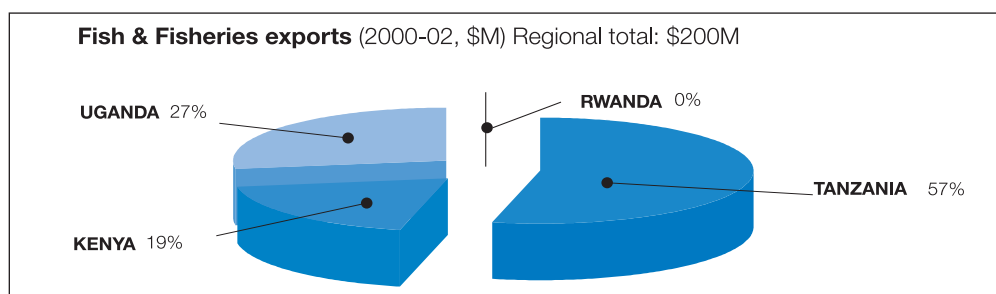 Fish & Fisheries exports (2000-02, $M) Regional total: $200M
UGANDA 27%
RWANDA 0%
TANZANIA 57%
KENYA 19%